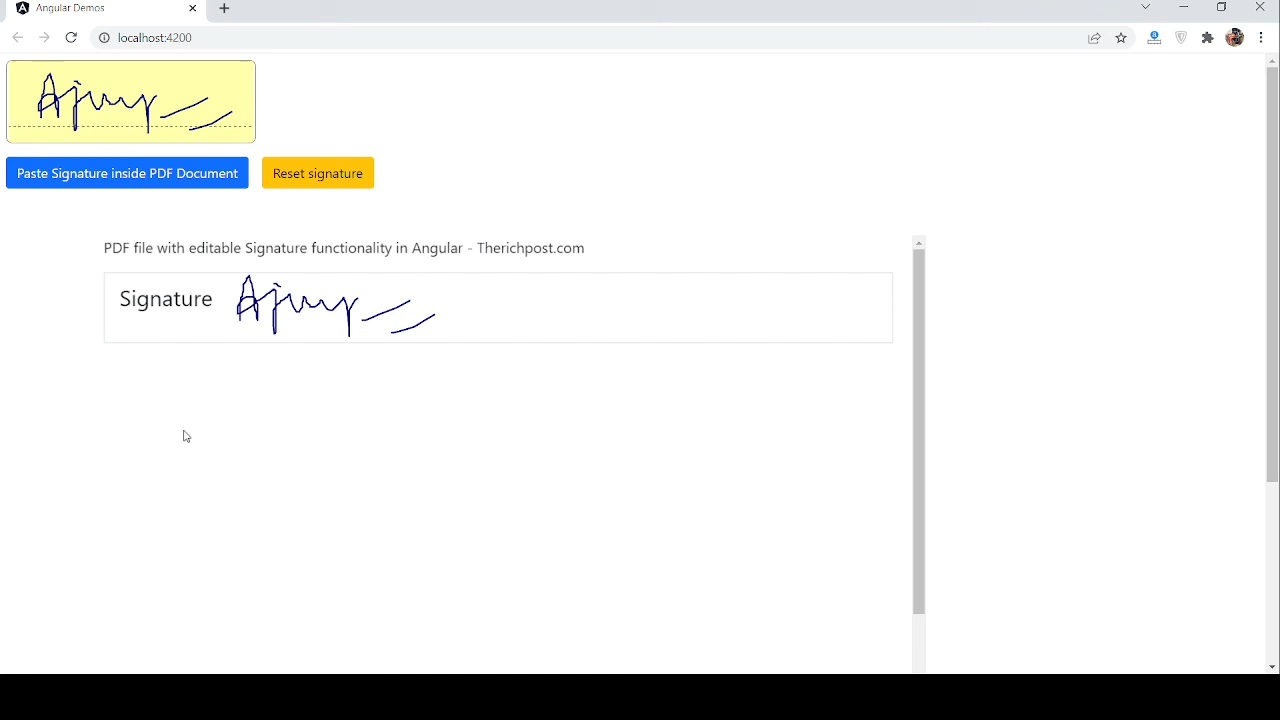 Angular Demos
localhost:4200
Paste Signature inside PDF Document
Reset signature
PDF file with editable Signature functionality in Angular - Therichpost.com
Signature